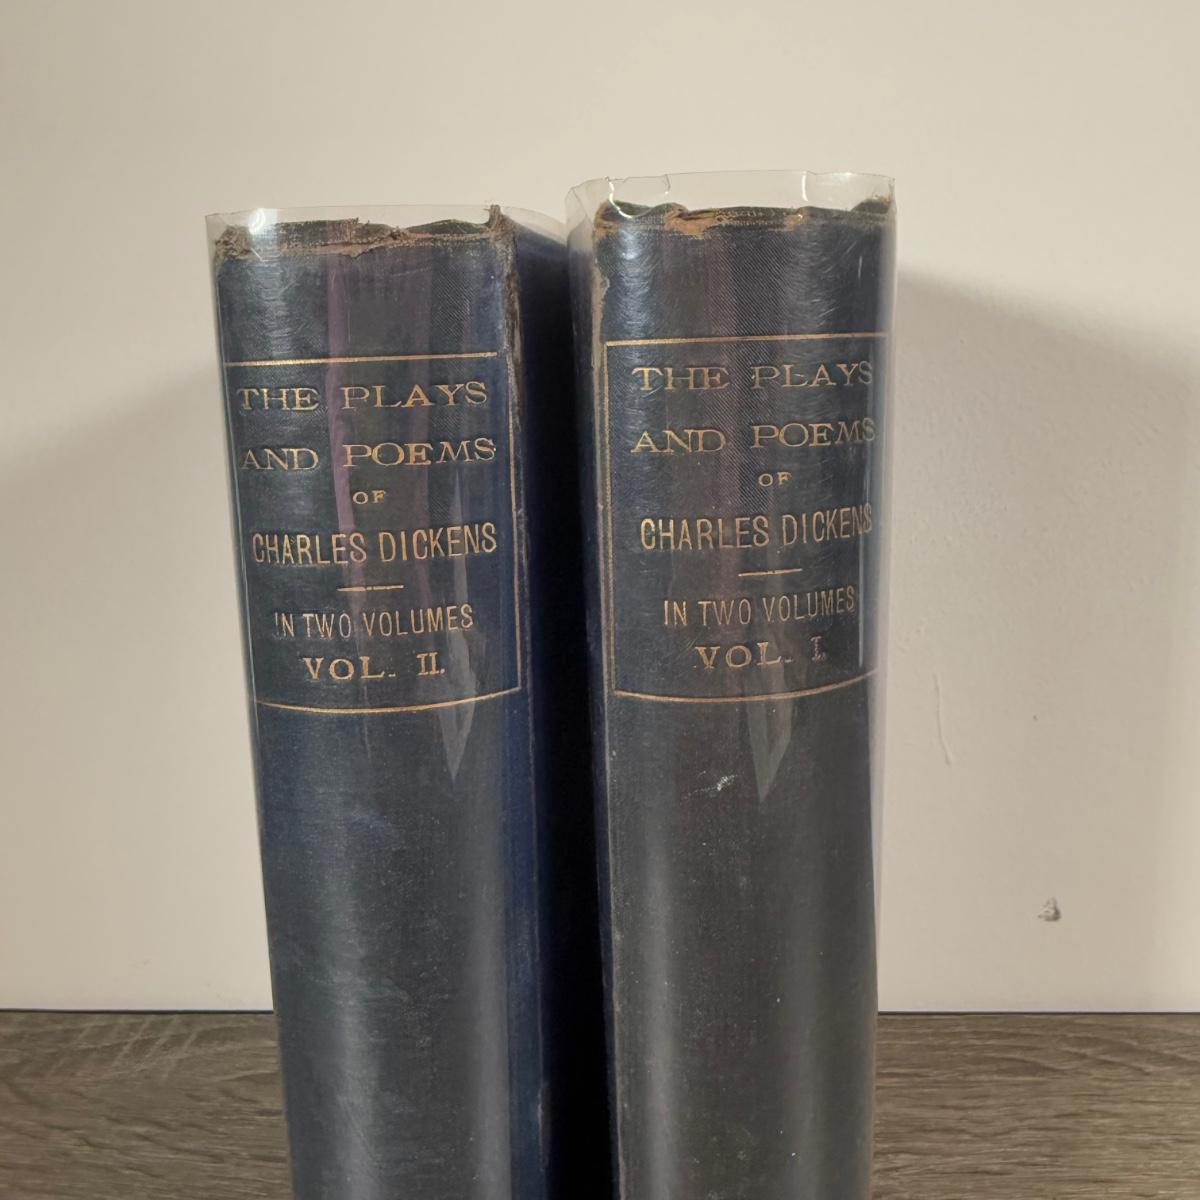 THE PLAYS
AND POEMS
OF
CHARLES DICKENS
IN TWO VOLUMES
VOL. II.
THE PLAYS
AND POEMS
OF
CHARLES DICKENS
IN TWO VOLUMES
VOL. I.